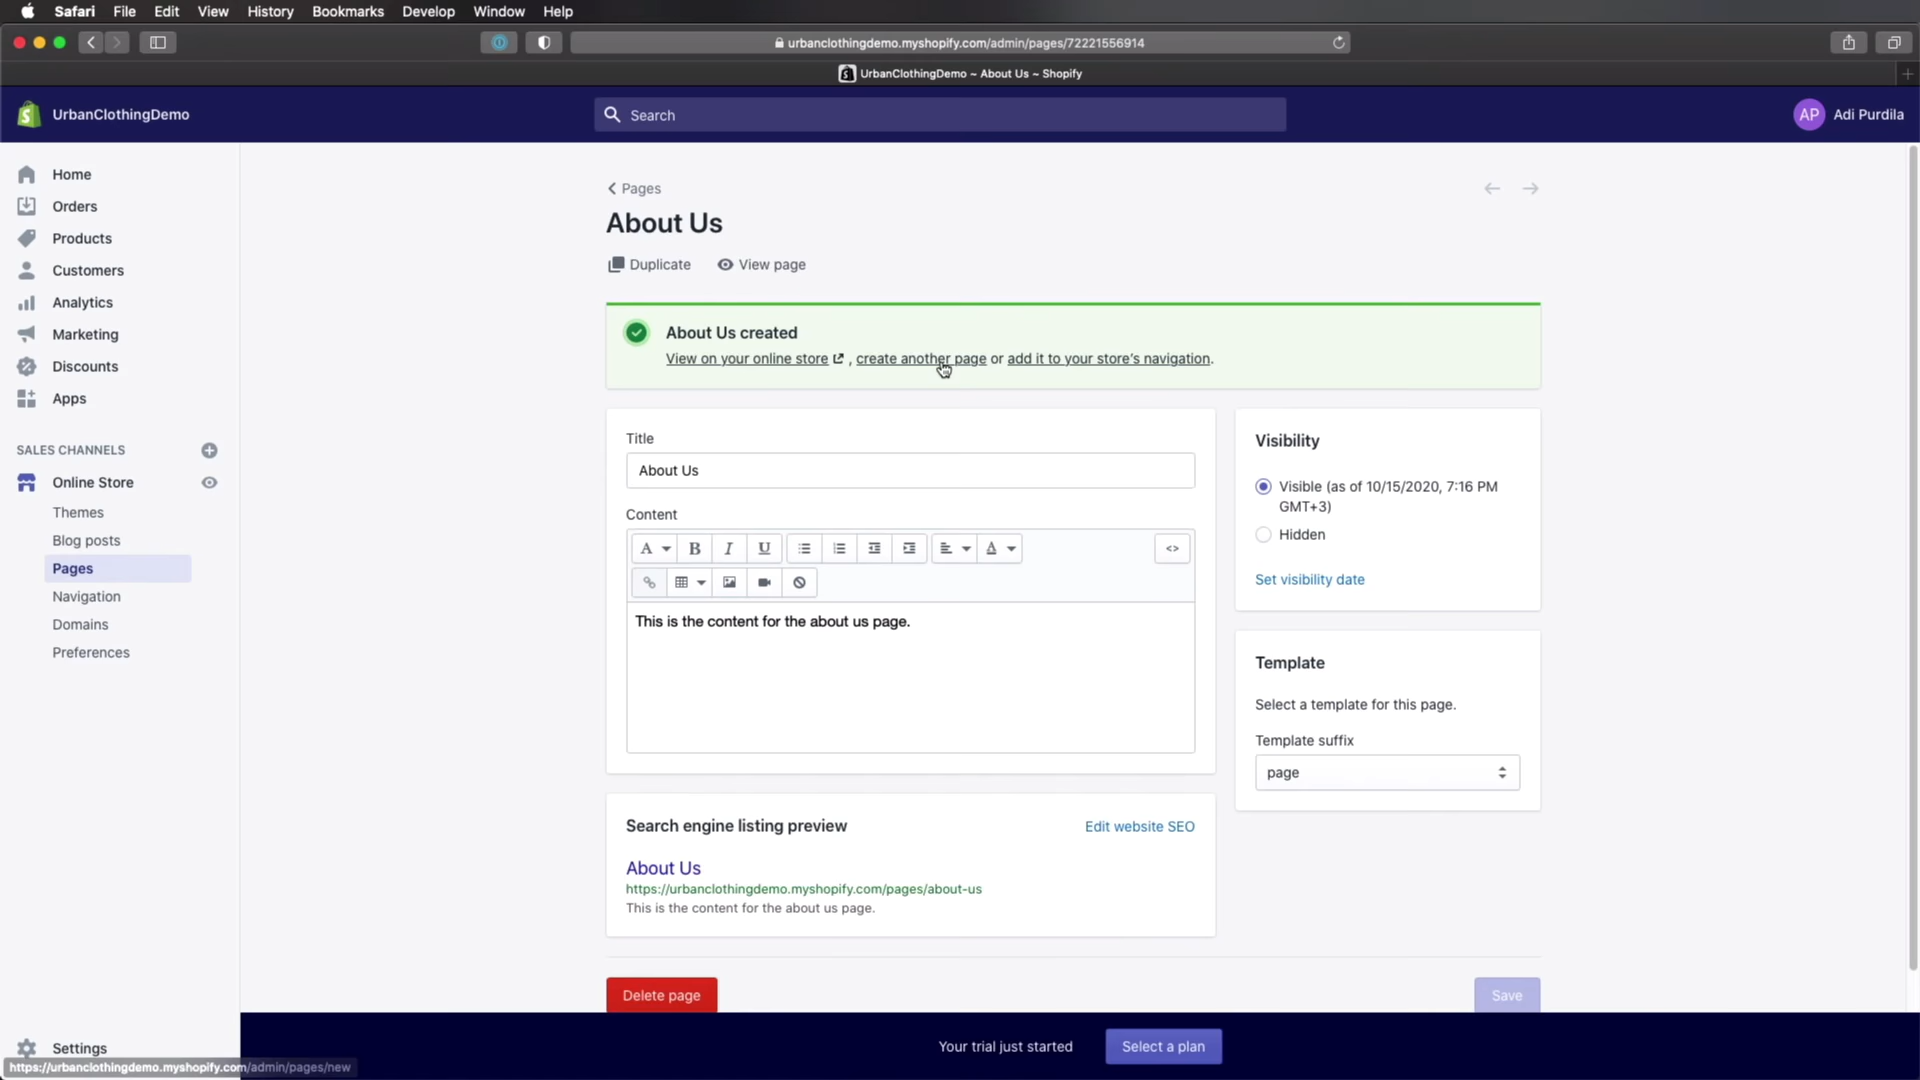 Safari File Edit View History Bookmarks Develop Window Help
urbanclothingdemo.myshopify.com/admin/pages/72221556914
UrbanClothingDemo ~ About Us ~ Shopify
UrbanClothingDemo
Search
AP Adi Purdila
Home
Orders
Products
Customers
Analytics
Marketing
Discounts
Apps
SALES CHANNELS
Online Store
Themes
Blog posts
Pages
Navigation
Domains
Preferences
Settings
https://urbanclothingdemo.myshopify.com/admin/pages/new
Pages
About Us
Duplicate View page
About Us created
View on your online store , create another page or add it to your store's navigation.
Title
About Us
Content
A B I U A <>
This is the content for the about us page.
Search engine listing preview Edit website SEO
About Us
https://urbanclothingdemo.myshopify.com/pages/about-us
This is the content for the about us page.
Visibility
Visible (as of 10/15/2020, 7:16 PM
GMT+3)
Hidden
Set visibility date
Template
Select a template for this page.
Template suffix
page
Delete page Save
Your trial just started Select a plan